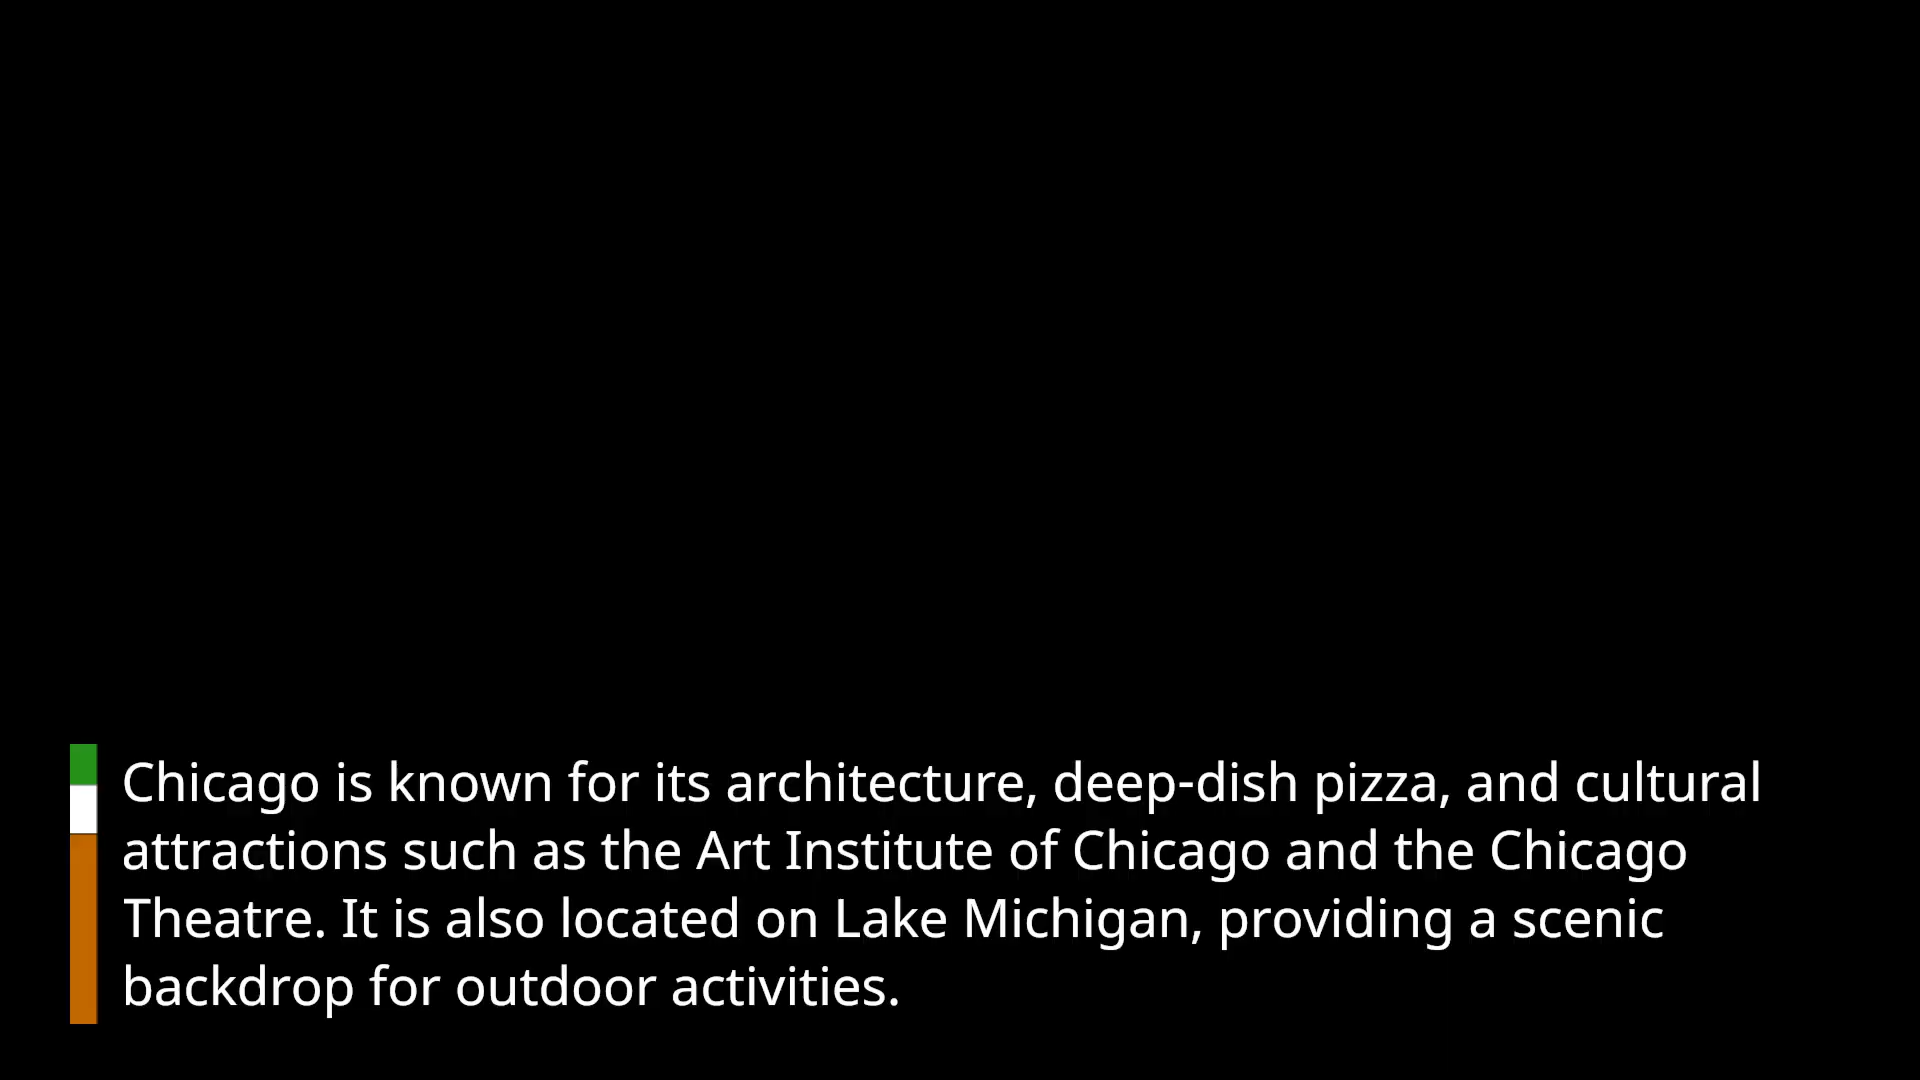 Chicago is known for its architecture, deep-dish pizza, and cultural
attractions such as the Art Institute of Chicago and the Chicago
Theatre. It is also located on Lake Michigan, providing a scenic
backdrop for outdoor activities.